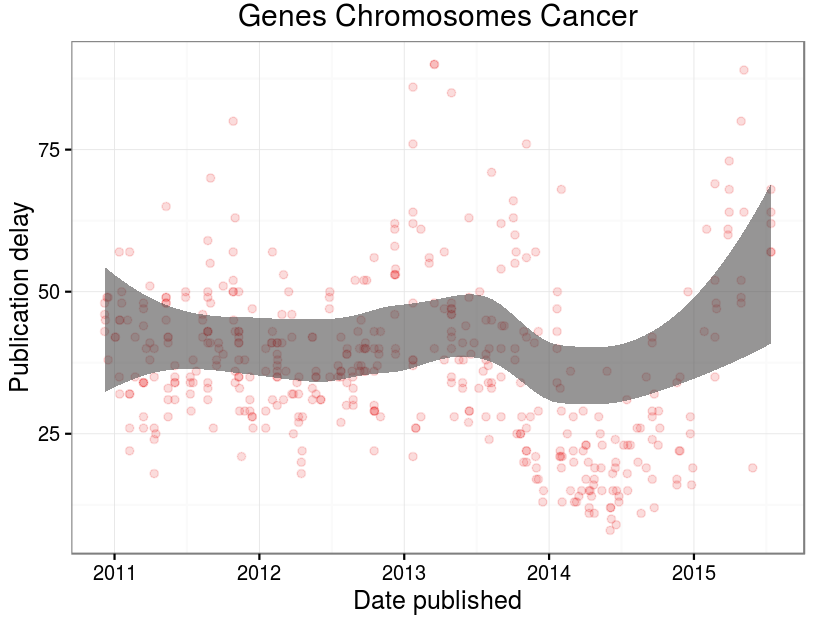 Genes Chromosomes Cancer
Publication delay
75
50
25
2011 2012 2013 2014 2015
Date published